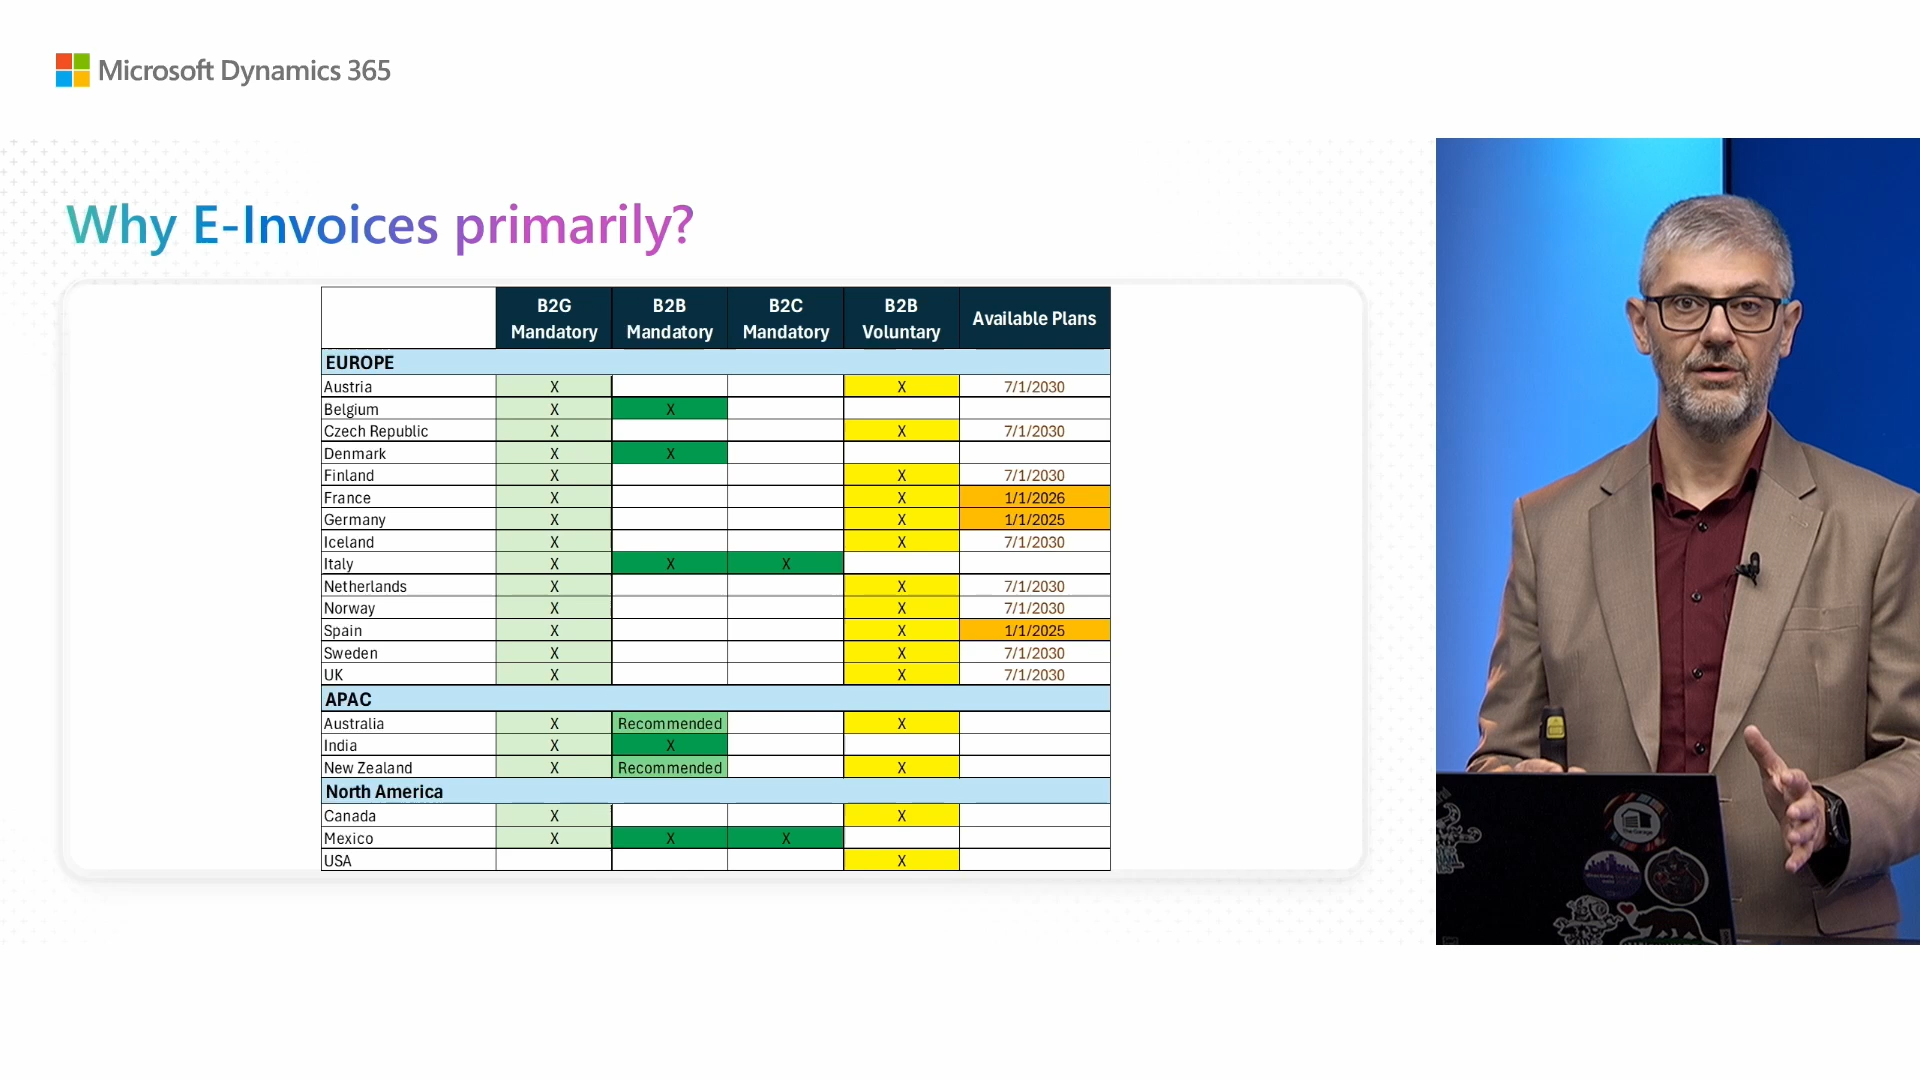 Microsoft Dynamics 365
Why E-Invoices primarily?
B2G Mandatory B2B Mandatory B2C Mandatory B2B Voluntary Available Plans
EUROPE
Austria X X 7/1/2030
Belgium X X
Czech Republic X X 7/1/2030
Denmark X X
Finland X X 7/1/2030
France X X 1/1/2026
Germany X X 1/1/2025
Iceland X X 7/1/2030
Italy X X X
Netherlands X X 7/1/2030
Norway X X 7/1/2030
Spain X X 1/1/2025
Sweden X X 7/1/2030
UK X X 7/1/2030
APAC
Australia X Recommended X
India X X
New Zealand X Recommended X
North America
Canada X X
Mexico X X X
USA X
The Garage